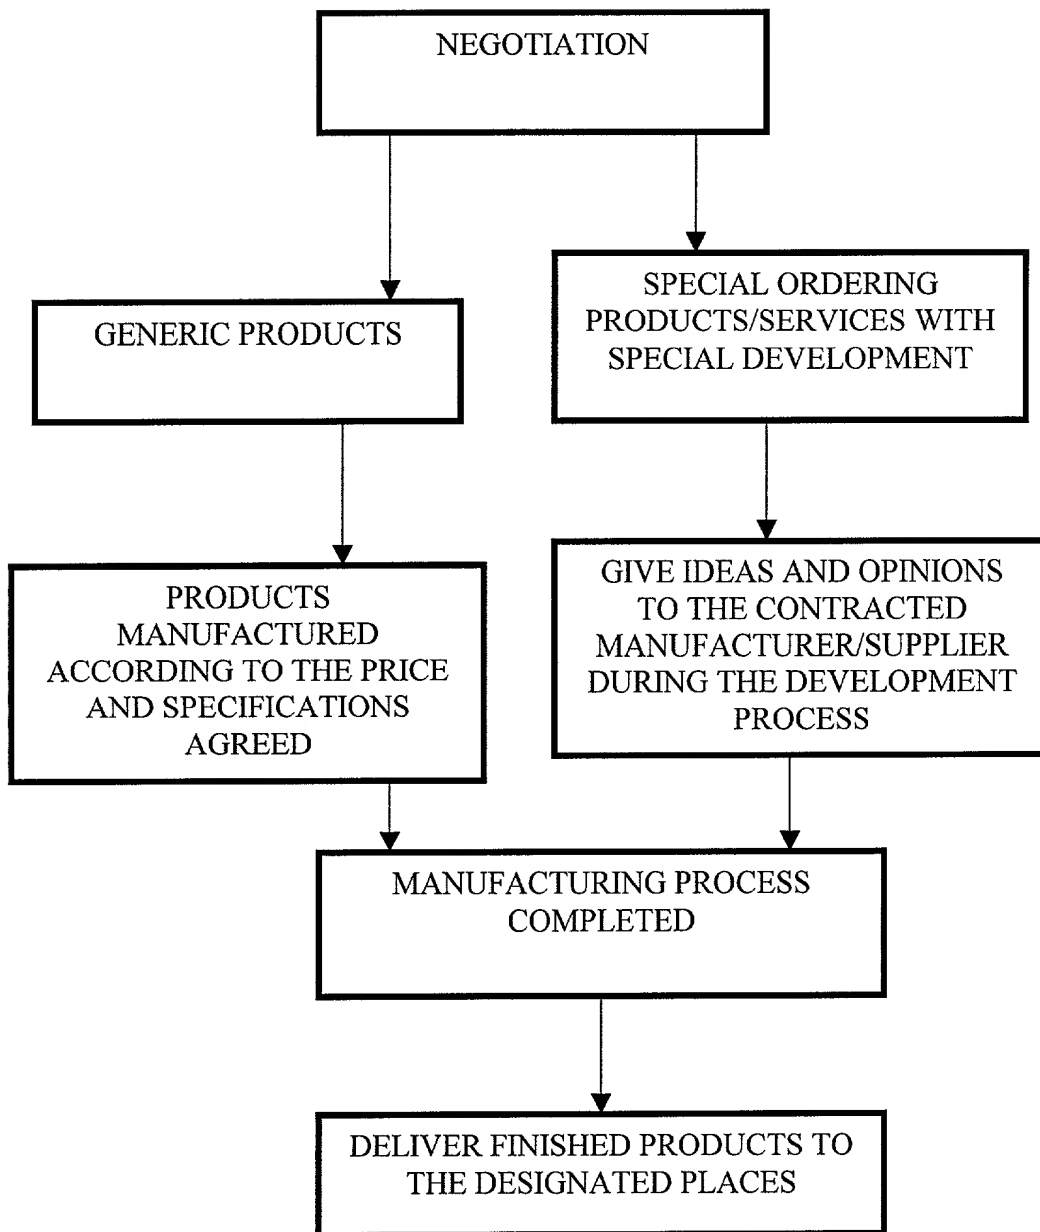 NEGOTIATION
GENERIC PRODUCTS
SPECIAL ORDERING
PRODUCTS/SERVICES WITH
SPECIAL DEVELOPMENT
PRODUCTS
MANUFACTURED
ACCORDING TO THE PRICE
AND SPECIFICATIONS
AGREED
GIVE IDEAS AND OPINIONS
TO THE CONTRACTED
MANUFACTURER/SUPPLIER
DURING THE DEVELOPMENT
PROCESS
MANUFACTURING PROCESS
COMPLETED
DELIVER FINISHED PRODUCTS TO
THE DESIGNATED PLACES